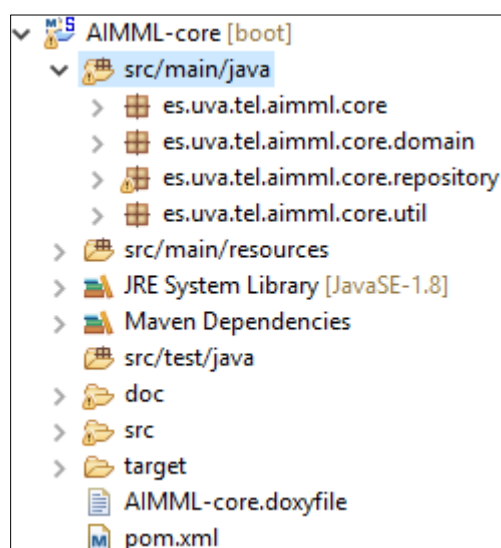 AIMML-core [boot]
src/main/java
es.uva.tel.aimml.core
es.uva.tel.aimml.core.domain
es.uva.tel.aimml.core.repository
es.uva.tel.aimml.core.util
src/main/resources
JRE System Library [JavaSE-1.8]
Maven Dependencies
src/test/java
doc
src
target
AIMML-core.doxyfile
pom.xml